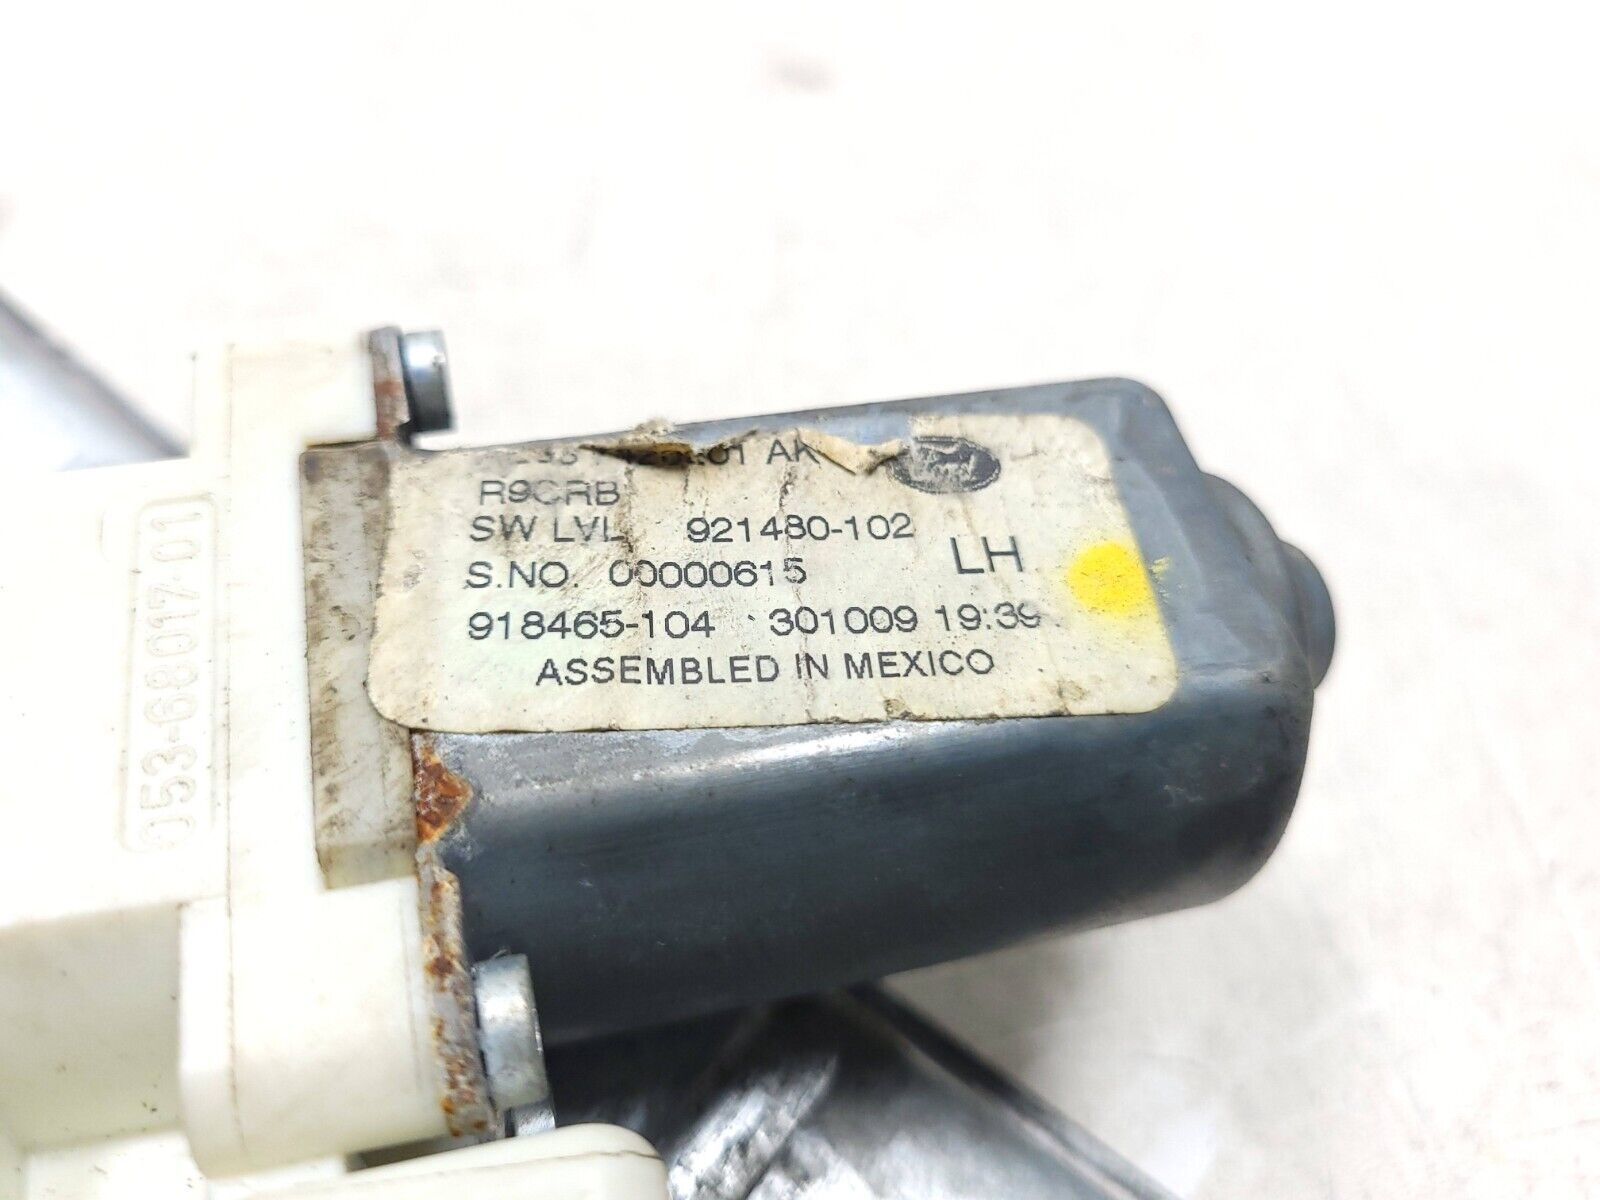 AK
R9CRB
SW LVL 921480-102
S.NO. 00000615
LH
918465-104 301009 19:39
ASSEMBLED IN MEXICO
053-68017-01